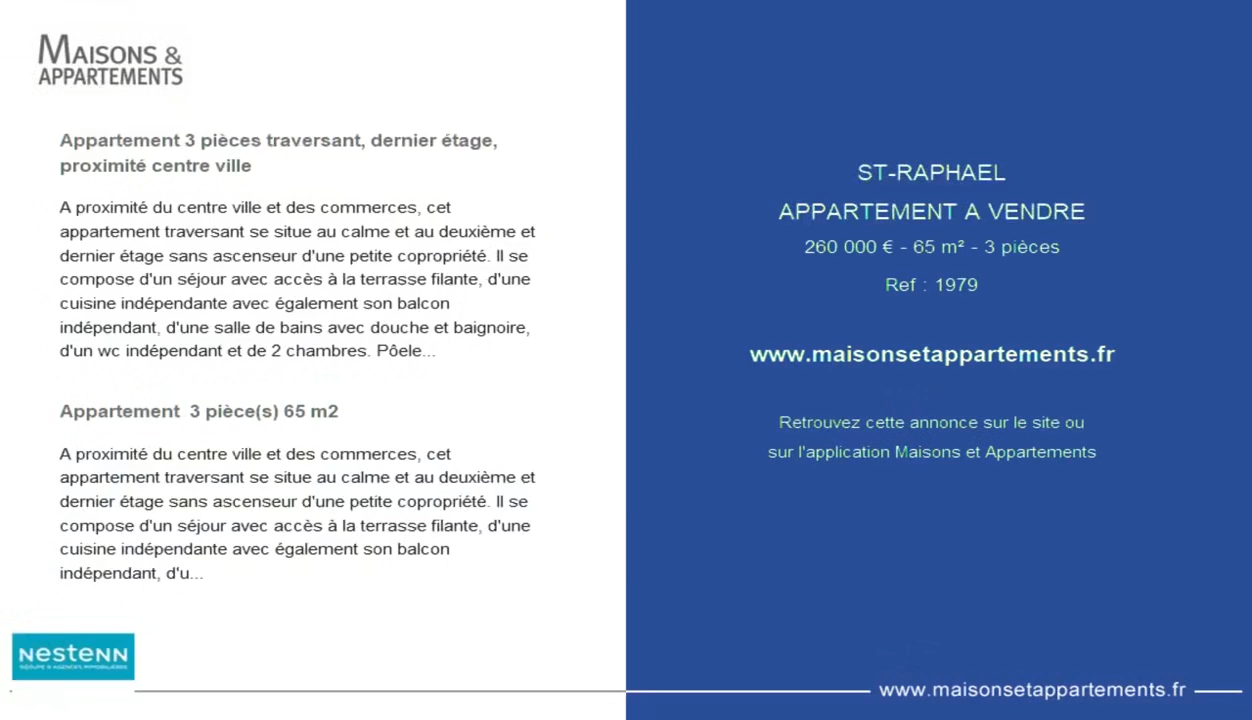 MAISONS &
APPARTEMENTS
Appartement 3 pièces traversant, dernier étage,
proximité centre ville
A proximité du centre ville et des commerces, cet
appartement traversant se situe au calme et au deuxième et
dernier étage sans ascenseur d'une petite copropriété. Il se
compose d'un séjour avec accès à la terrasse filante, d'une
cuisine indépendante avec également son balcon
indépendant, d'une salle de bains avec douche et baignoire,
d'un wc indépendant et de 2 chambres. Pôele...
Appartement 3 pièce(s) 65 m2
A proximité du centre ville et des commerces, cet
appartement traversant se situe au calme et au deuxième et
dernier étage sans ascenseur d'une petite copropriété. Il se
compose d'un séjour avec accès à la terrasse filante, d'une
cuisine indépendante avec également son balcon
indépendant, d'u...
nestenn
GROUPE D'AGENCES IMMOBILIÈRES
ST-RAPHAEL
APPARTEMENT A VENDRE
260 000 € - 65 m² - 3 pièces
Ref : 1979
www.maisonsetappartements.fr
Retrouvez cette annonce sur le site ou
sur l'application Maisons et Appartements
www.maisonsetappartements.fr